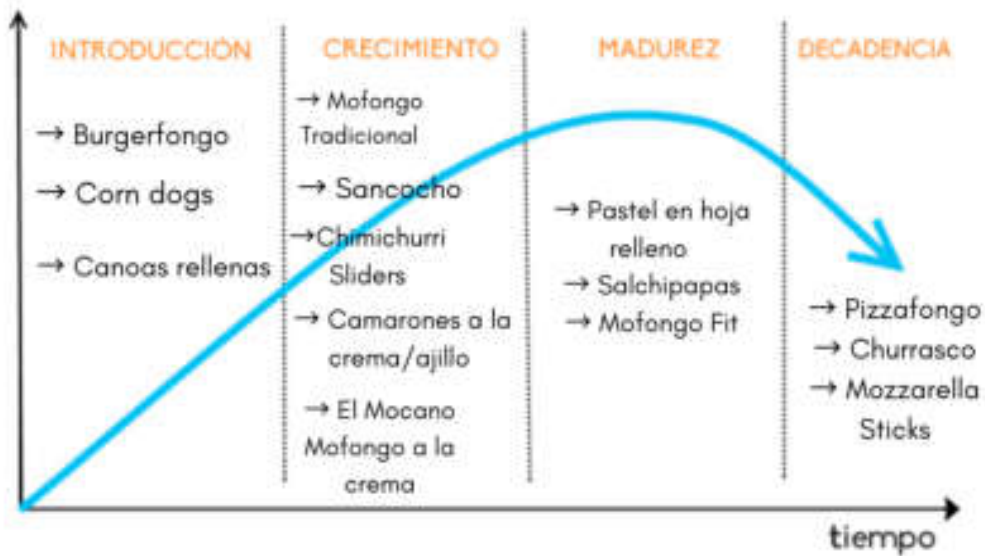 INTRODUCCIÓN
→ Burgerfongo
→ Corn dogs
→ Canoas rellenas
CRECIMIENTO
→ Mofongo
Tradicional
→ Sancocho
→Chimichurri
Sliders
→ Camarones a la
crema/ajillo
→ El Mocano
Mofongo a la
crema
MADUREZ
→ Pastel en hoja
relleno
→ Salchipapas
→ Mofongo Fit
DECADENCIA
→ Pizzafongo
→ Churrasco
→ Mozzarella
Sticks
tiempo